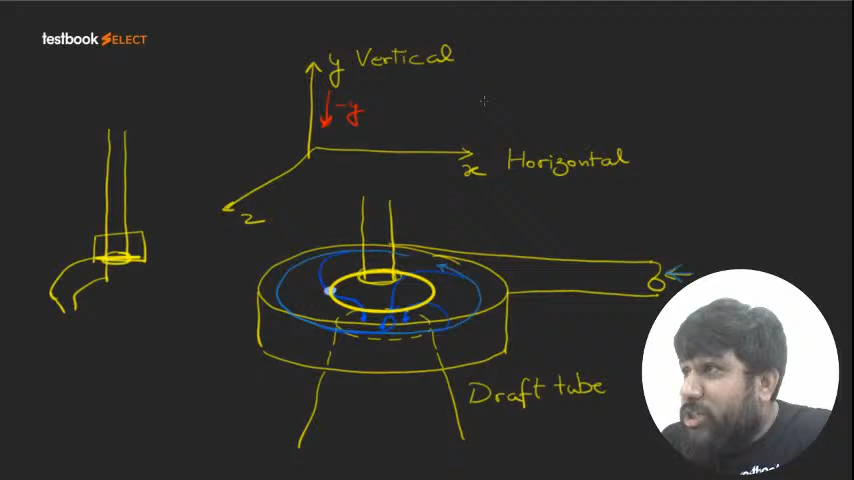 testbook SELECT
y Vertical
-y
x Horizontal
z
Draft tube